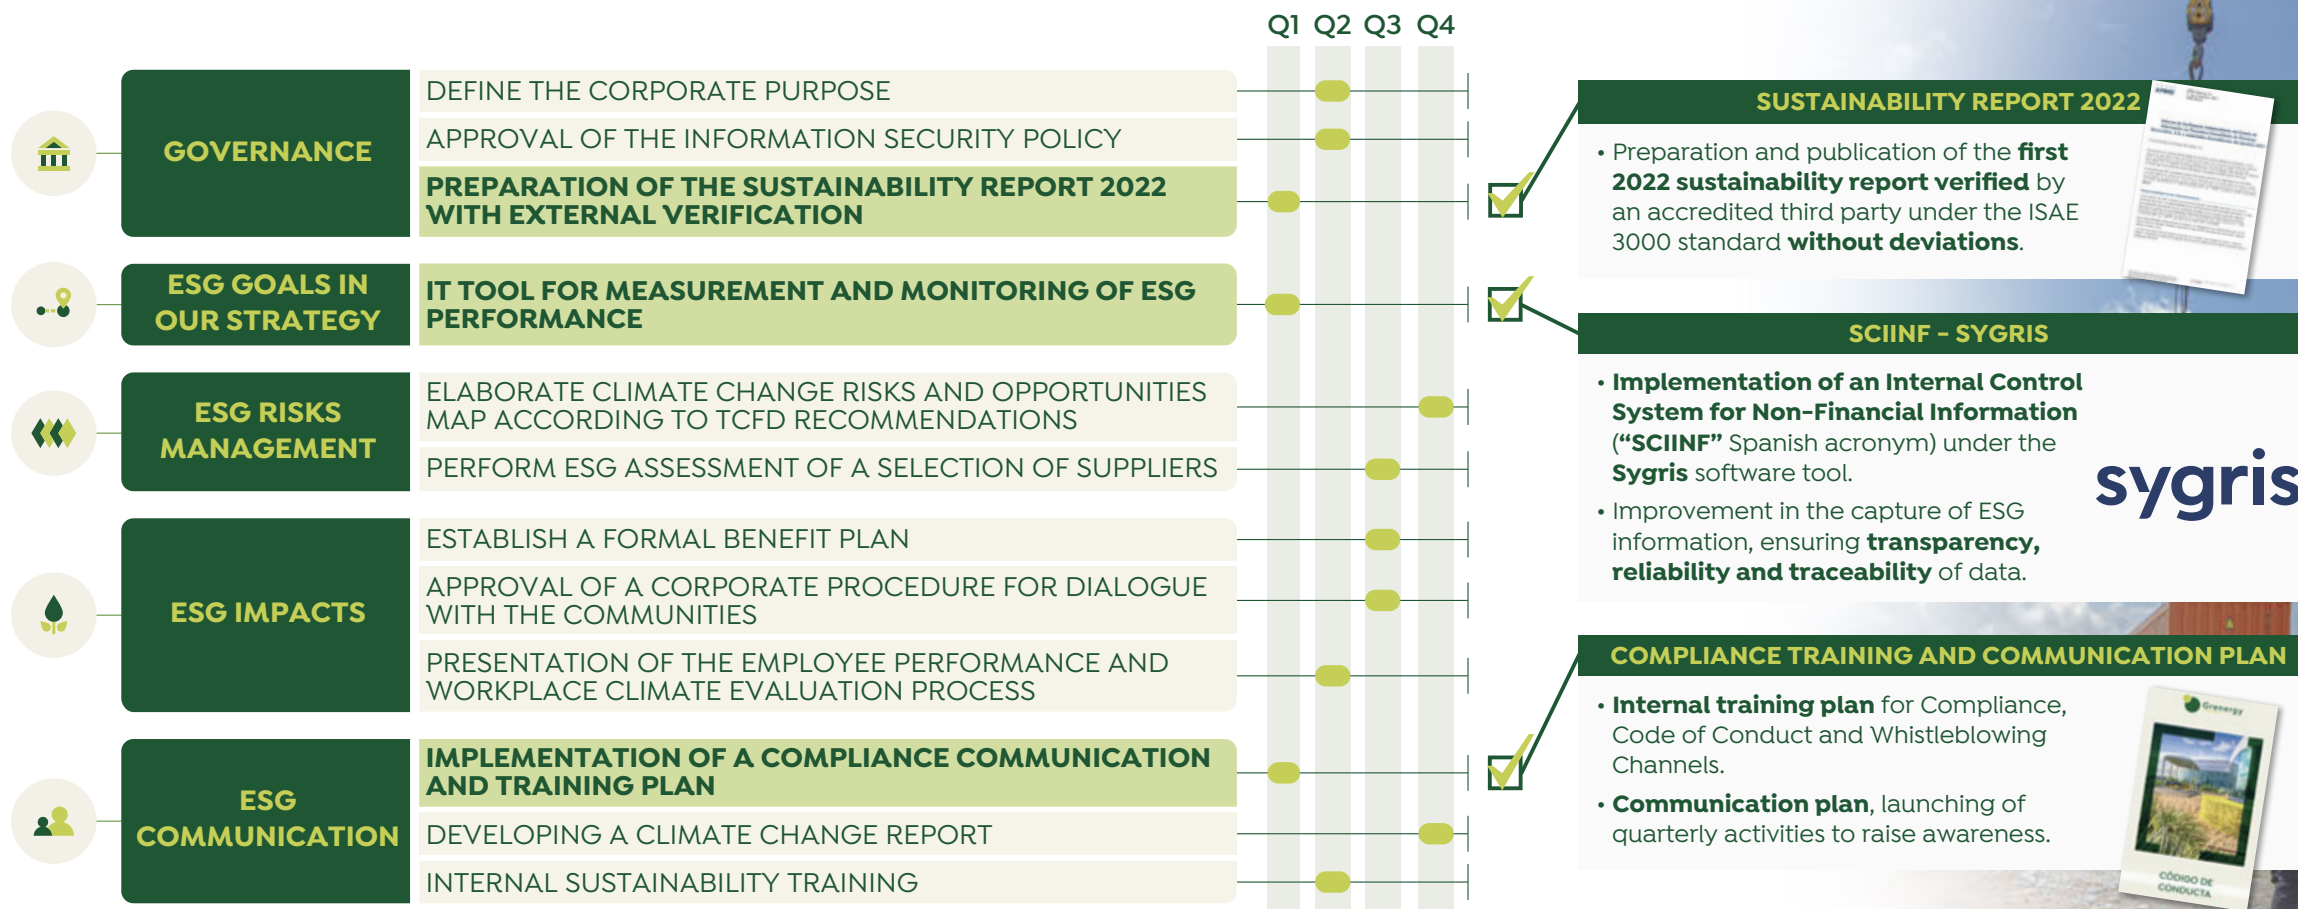 Q1 Q2 Q3 Q4
GOVERNANCE
DEFINE THE CORPORATE PURPOSE
APPROVAL OF THE INFORMATION SECURITY POLICY
PREPARATION OF THE SUSTAINABILITY REPORT 2022
WITH EXTERNAL VERIFICATION
ESG GOALS IN
OUR STRATEGY
IT TOOL FOR MEASUREMENT AND MONITORING OF ESG
PERFORMANCE
ESG RISKS
MANAGEMENT
ELABORATE CLIMATE CHANGE RISKS AND OPPORTUNITIES
MAP ACCORDING TO TCFD RECOMMENDATIONS
PERFORM ESG ASSESSMENT OF A SELECTION OF SUPPLIERS
ESG IMPACTS
ESTABLISH A FORMAL BENEFIT PLAN
APPROVAL OF A CORPORATE PROCEDURE FOR DIALOGUE
WITH THE COMMUNITIES
PRESENTATION OF THE EMPLOYEE PERFORMANCE AND
WORKPLACE CLIMATE EVALUATION PROCESS
ESG
COMMUNICATION
IMPLEMENTATION OF A COMPLIANCE COMMUNICATION
AND TRAINING PLAN
DEVELOPING A CLIMATE CHANGE REPORT
INTERNAL SUSTAINABILITY TRAINING
SUSTAINABILITY REPORT 2022
• Preparation and publication of the first
2022 sustainability report verified by
an accredited third party under the ISAE
3000 standard without deviations.
SCIINF – SYGRIS
• Implementation of an Internal Control
System for Non-Financial Information
(“SCIINF” Spanish acronym) under the
Sygris software tool.
• Improvement in the capture of ESG
information, ensuring transparency,
reliability and traceability of data.
sygris
COMPLIANCE TRAINING AND COMMUNICATION PLAN
• Internal training plan for Compliance,
Code of Conduct and Whistleblowing
Channels.
• Communication plan, launching of
quarterly activities to raise awareness.
Grenergy
CÓDIGO DE
CONDUCTA